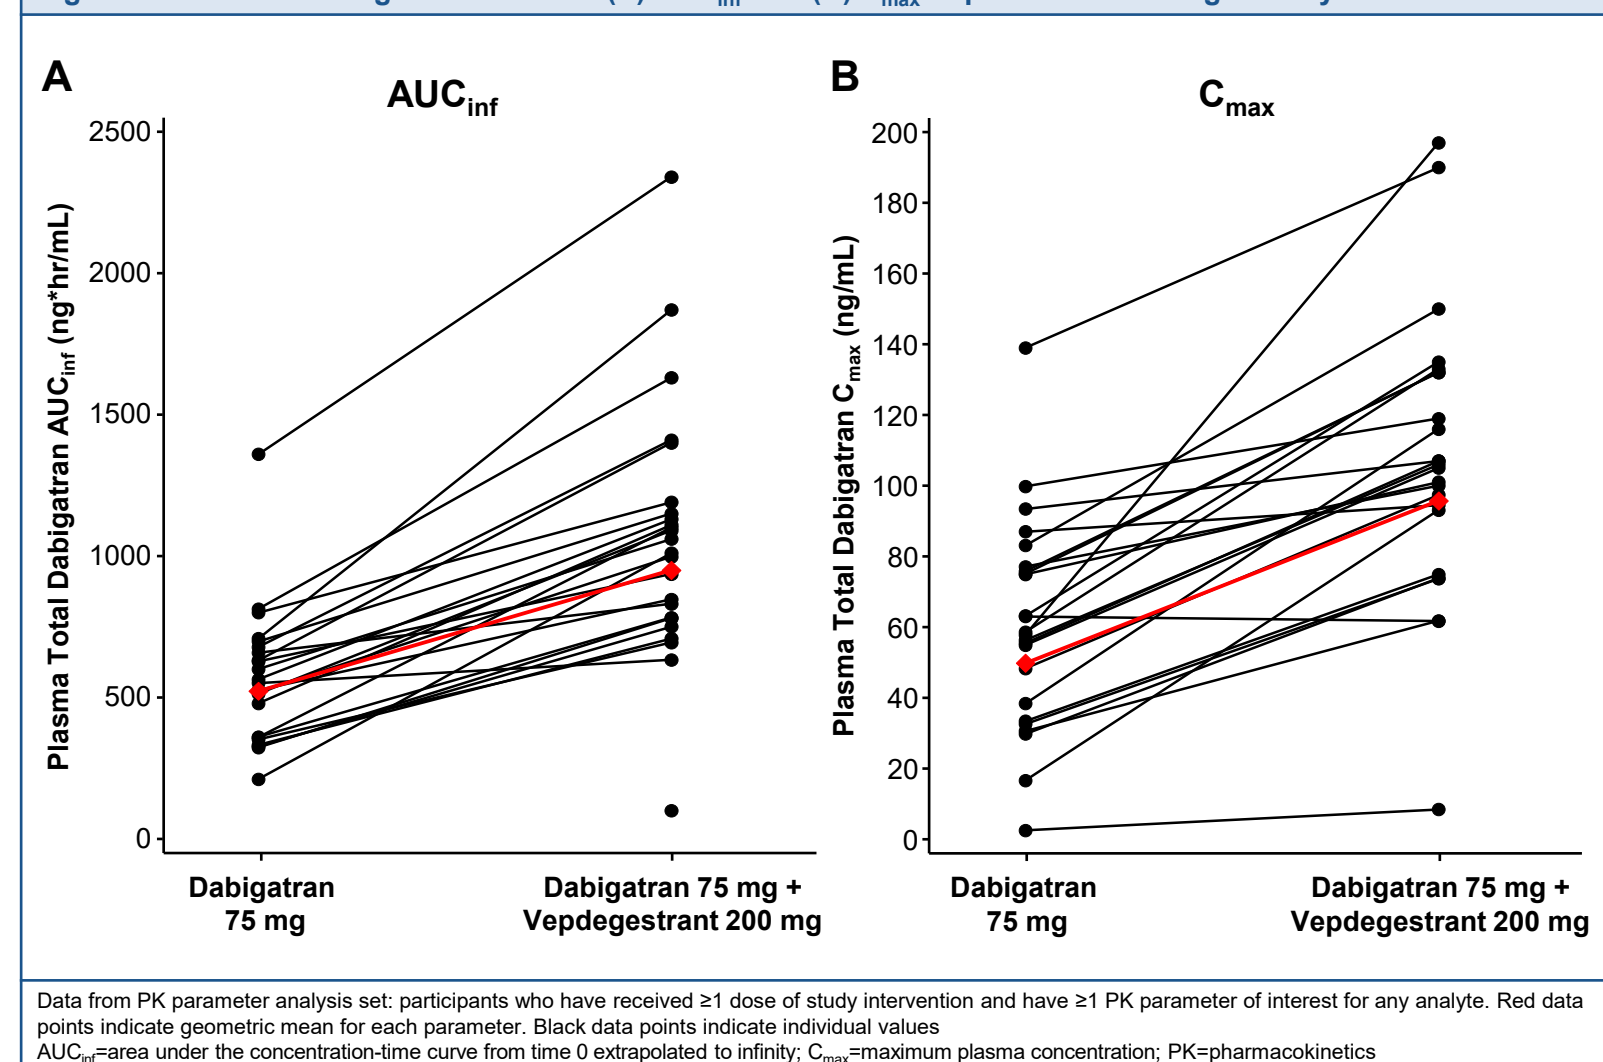 A
AUCinf
Plasma Total Dabigatran AUCinf (ng*hr/mL)
2500
2000
1500
1000
500
0
Dabigatran
75 mg
Dabigatran 75 mg +
Vepdegestrant 200 mg
B
Cmax
Plasma Total Dabigatran Cmax (ng/mL)
200
180
160
140
120
100
80
60
40
20
0
Dabigatran
75 mg
Dabigatran 75 mg +
Vepdegestrant 200 mg
Data from PK parameter analysis set: participants who have received ≥1 dose of study intervention and have ≥1 PK parameter of interest for any analyte. Red data
points indicate geometric mean for each parameter. Black data points indicate individual values
AUCinf=area under the concentration-time curve from time 0 extrapolated to infinity; Cmax=maximum plasma concentration; PK=pharmacokinetics